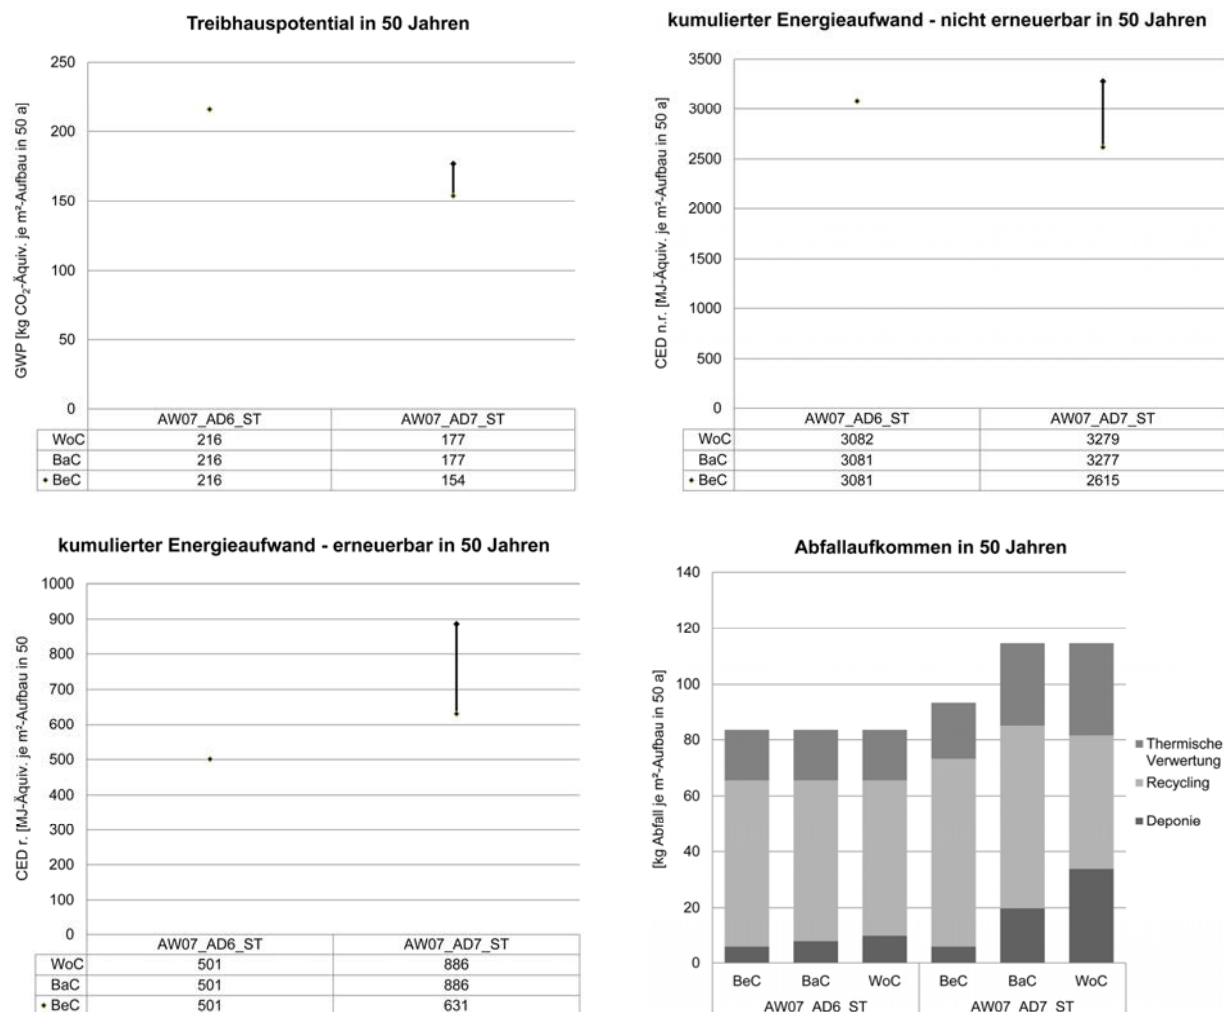 Treibhauspotential in 50 Jahren
GWP [kg CO₂-Äquiv. je m²-Aufbau in 50 a]
250
200
150
100
50
0
AW07_AD6_ST AW07_AD7_ST
WoC 216 177
BaC 216 177
BeC 216 154
kumulierter Energieaufwand - nicht erneuerbar in 50 Jahren
CED n.r. [MJ-Äquiv. je m²-Aufbau in 50 a]
3500
3000
2500
2000
1500
1000
500
0
AW07_AD6_ST AW07_AD7_ST
WoC 3082 3279
BaC 3081 3277
BeC 3081 2615
kumulierter Energieaufwand - erneuerbar in 50 Jahren
CED r. [MJ-Äquiv. je m²-Aufbau in 50
1000
900
800
700
600
500
400
300
200
100
0
AW07_AD6_ST AW07_AD7_ST
WoC 501 886
BaC 501 886
BeC 501 631
Abfallaufkommen in 50 Jahren
[kg Abfall je m²-Aufbau in 50 a]
140
120
100
80
60
40
20
0
BeC BaC WoC BeC BaC WoC
AW07_AD6_ST AW07_AD7_ST
Thermische
Verwertung
Recycling
Deponie